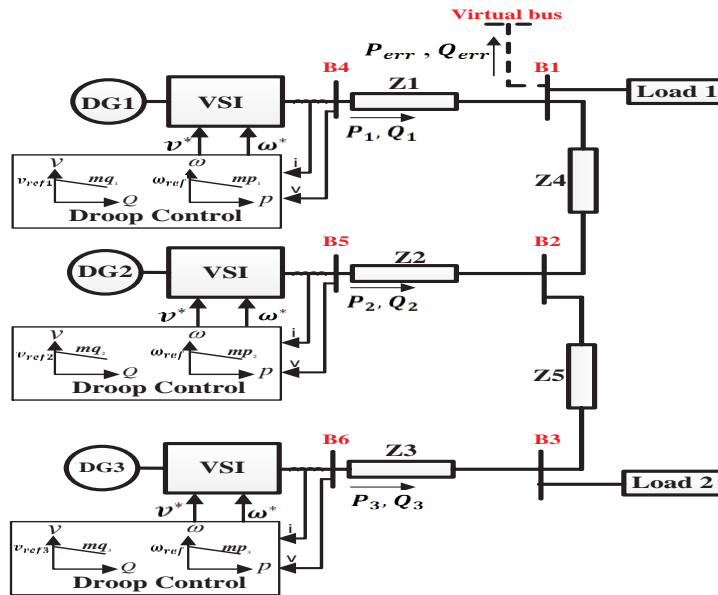 Virtual bus
P_err , Q_err
B4
Z1
B1
DG1
VSI
Load 1
P₁, Q₁
v* ω*
i
V
v_ref1 mq₁
Q
ω
ω_ref mp₁
p
v
Droop Control
Z4
B5
Z2
B2
DG2
VSI
P₂, Q₂
v* ω*
i
V
v_ref2 mq₂
Q
ω
ω_ref mp₂
p
v
Droop Control
Z5
B6
Z3
B3
DG3
VSI
Load 2
P₃, Q₃
v* ω*
i
V
v_ref3 mq₃
Q
ω
ω_ref mp₃
p
v
Droop Control